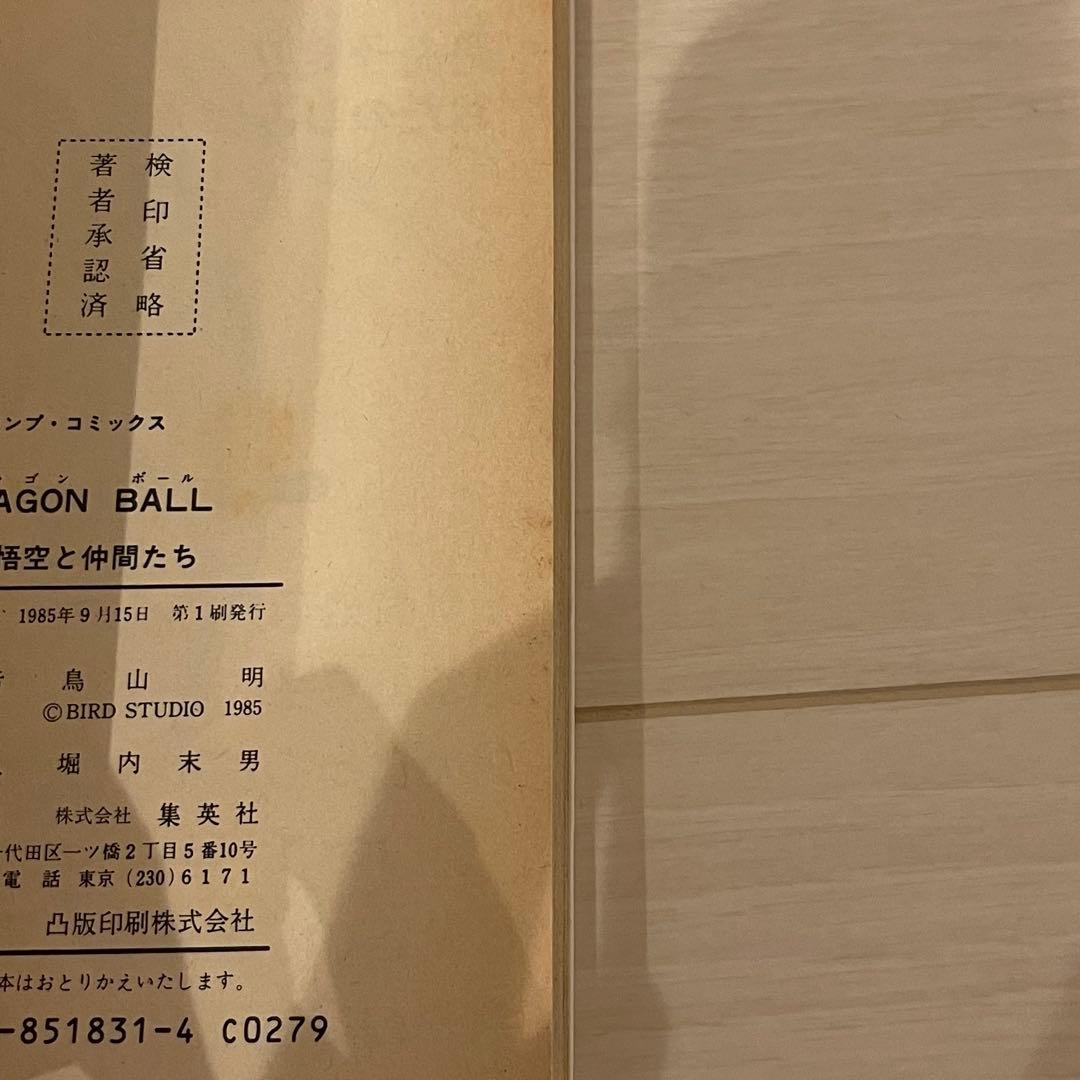 検印省略
著者承認済
ンプ・コミックス
ゴン ボール
AGON BALL
悟空と仲間たち
1985年9月15日 第1刷発行
鳥山 明
©BIRD STUDIO 1985
堀内末男
株式会社 集英社
代田区一ツ橋2丁目5番10号
電話 東京(230)6171
凸版印刷株式会社
本はおとりかえいたします。
-851831-4 C0279